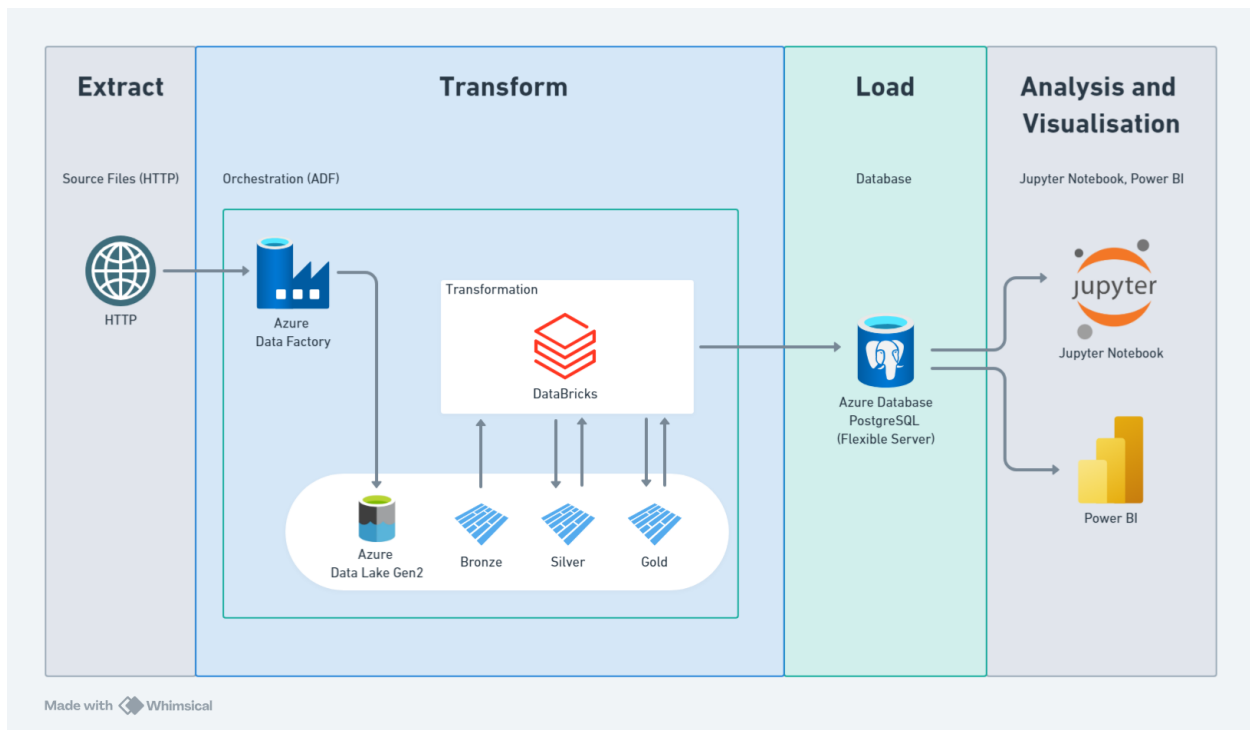 Extract
Transform
Load
Analysis and
Visualisation
Source Files (HTTP)
Orchestration (ADF)
Database
Jupyter Notebook, Power BI
HTTP
Azure
Data Factory
Transformation
DataBricks
Azure
Data Lake Gen2
Bronze
Silver
Gold
Azure Database
PostgreSQL
(Flexible Server)
jupyter
Jupyter Notebook
Power BI
Made with Whimsical